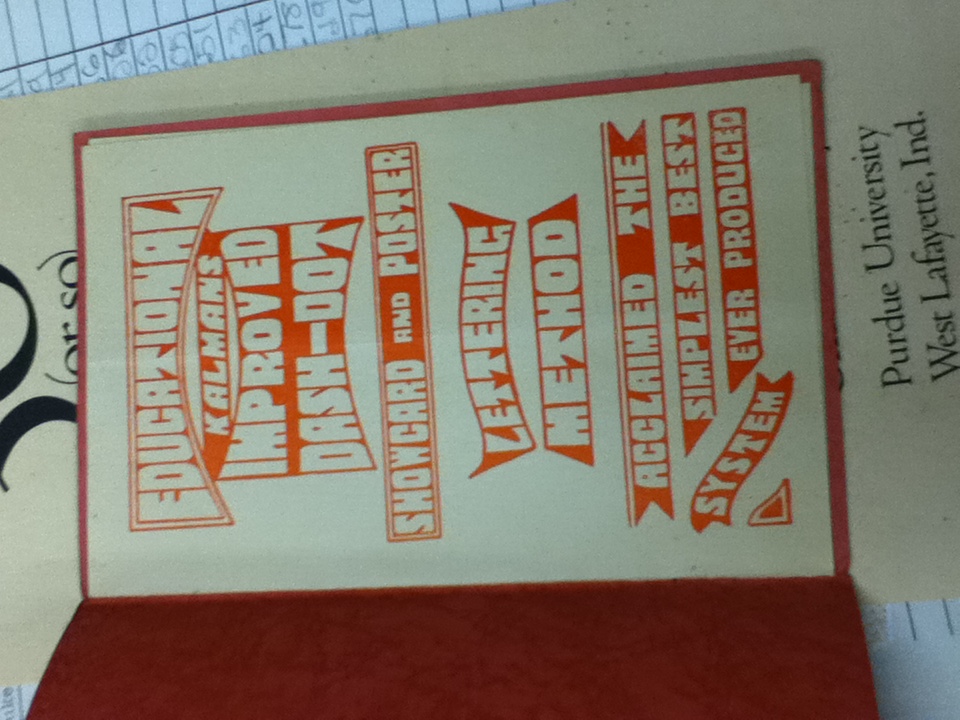 EDUCATIONAL
KALMANS
IMPROVED
DASH-DOT
SHOWCARD AND POSTER
LETTERING
METHOD
ACCLAIMED THE
SIMPLEST BEST
EVER PRODUCED
SYSTEM
(or so)
Purdue University
West Lafayette, Ind.